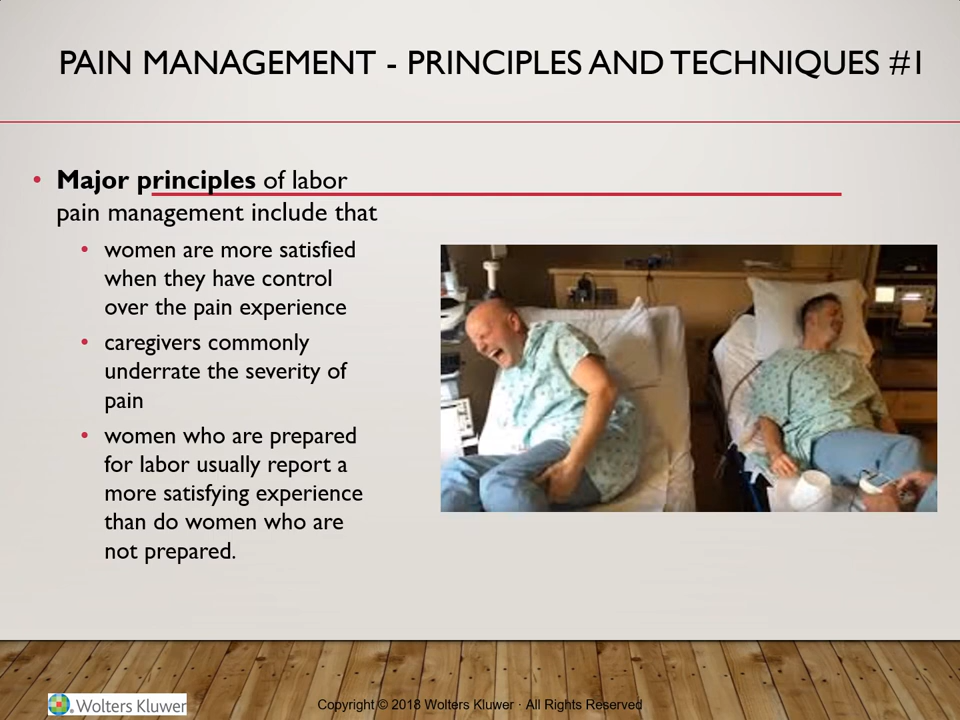 PAIN MANAGEMENT - PRINCIPLES AND TECHNIQUES #1
• Major principles of labor
pain management include that
• women are more satisfied
when they have control
over the pain experience
• caregivers commonly
underrate the severity of
pain
• women who are prepared
for labor usually report a
more satisfying experience
than do women who are
not prepared.
Wolters Kluwer
Copyright © 2018 Wolters Kluwer · All Rights Reserved